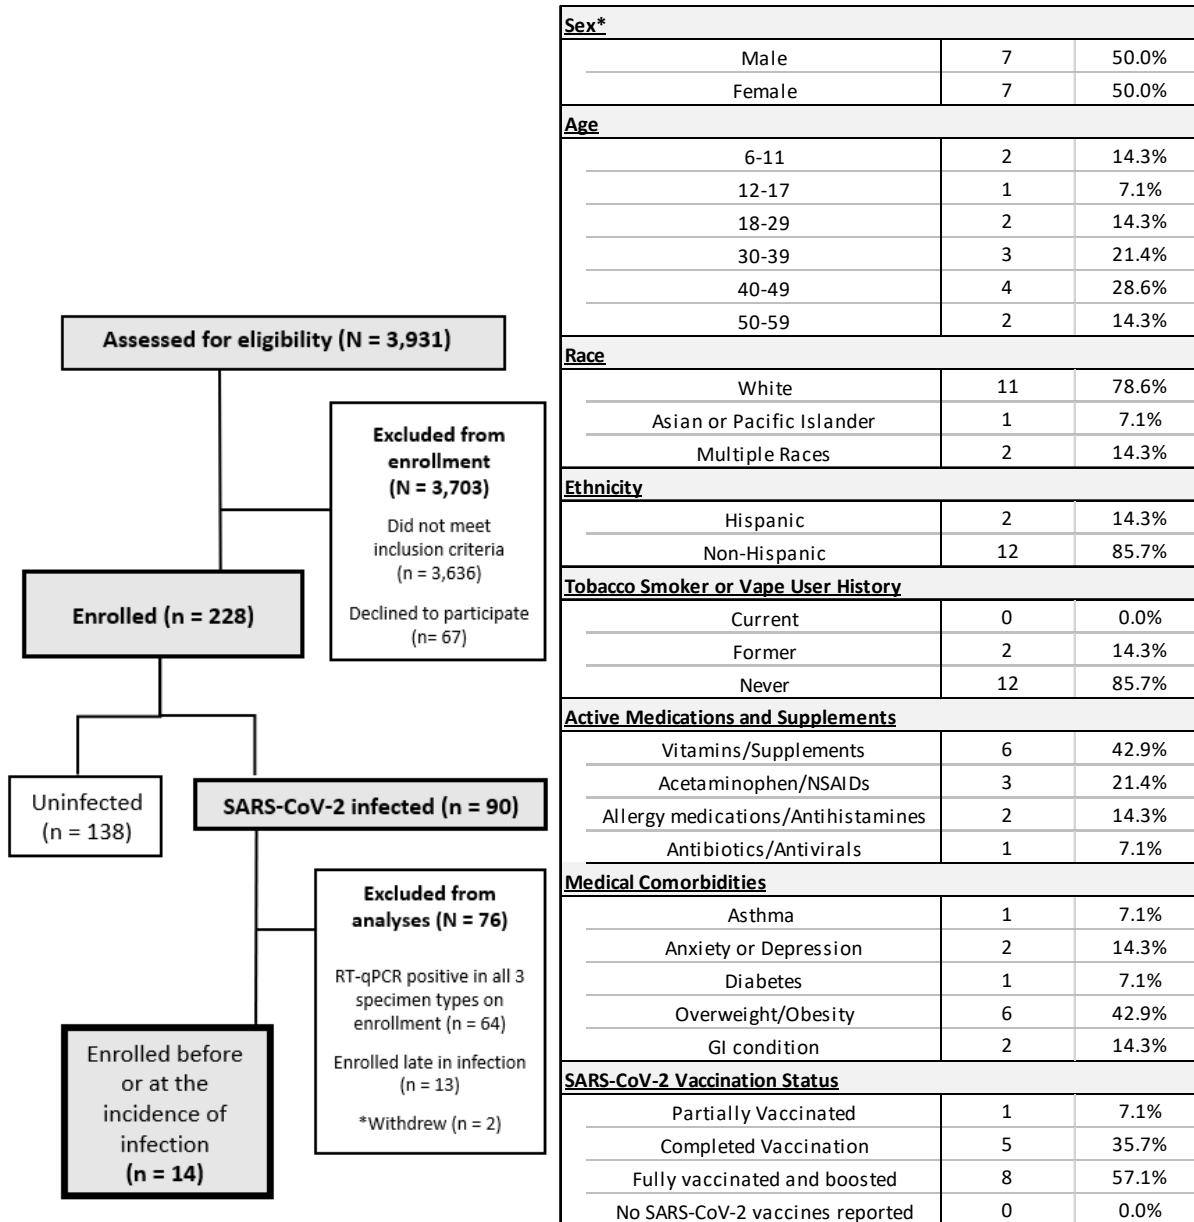 Assessed for eligibility (N = 3,931)
Excluded from
enrollment
(N = 3,703)
Did not meet
inclusion criteria
(n = 3,636)
Declined to participate
(n= 67)
Enrolled (n = 228)
Uninfected
(n = 138)
SARS-CoV-2 infected (n = 90)
Excluded from
analyses (N = 76)
RT-qPCR positive in all 3
specimen types on
enrollment (n = 64)
Enrolled late in infection
(n = 13)
*Withdrew (n = 2)
Enrolled before
or at the
incidence of
infection
(n = 14)
Sex*
Male 7 50.0%
Female 7 50.0%
Age
6-11 2 14.3%
12-17 1 7.1%
18-29 2 14.3%
30-39 3 21.4%
40-49 4 28.6%
50-59 2 14.3%
Race
White 11 78.6%
Asian or Pacific Islander 1 7.1%
Multiple Races 2 14.3%
Ethnicity
Hispanic 2 14.3%
Non-Hispanic 12 85.7%
Tobacco Smoker or Vape User History
Current 0 0.0%
Former 2 14.3%
Never 12 85.7%
Active Medications and Supplements
Vitamins/Supplements 6 42.9%
Acetaminophen/NSAIDs 3 21.4%
Allergy medications/Antihistamines 2 14.3%
Antibiotics/Antivirals 1 7.1%
Medical Comorbidities
Asthma 1 7.1%
Anxiety or Depression 2 14.3%
Diabetes 1 7.1%
Overweight/Obesity 6 42.9%
GI condition 2 14.3%
SARS-CoV-2 Vaccination Status
Partially Vaccinated 1 7.1%
Completed Vaccination 5 35.7%
Fully vaccinated and boosted 8 57.1%
No SARS-CoV-2 vaccines reported 0 0.0%